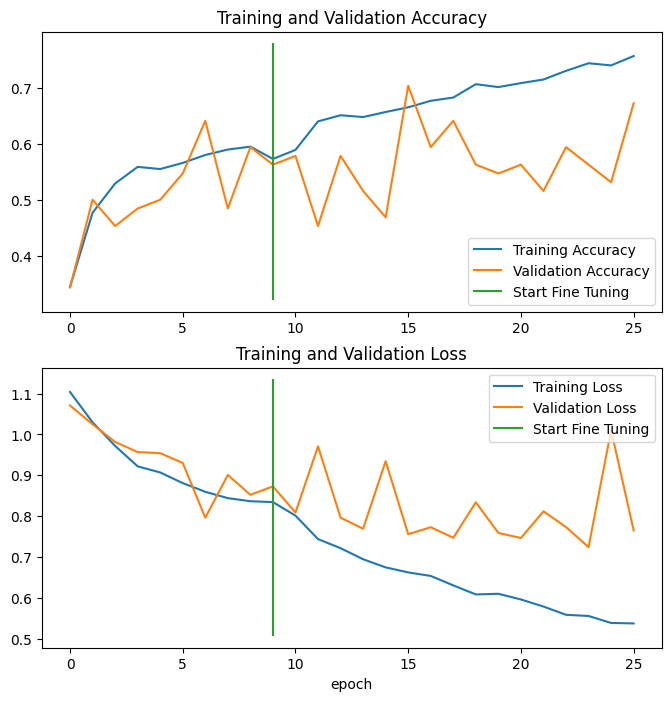 Training and Validation Accuracy
0.7
0.6
0.5
0.4
Training Accuracy
Validation Accuracy
Start Fine Tuning
0 5 10 15 20 25
Training and Validation Loss
1.1
1.0
0.9
0.8
0.7
0.6
0.5
Training Loss
Validation Loss
Start Fine Tuning
0 5 10 15 20 25
epoch